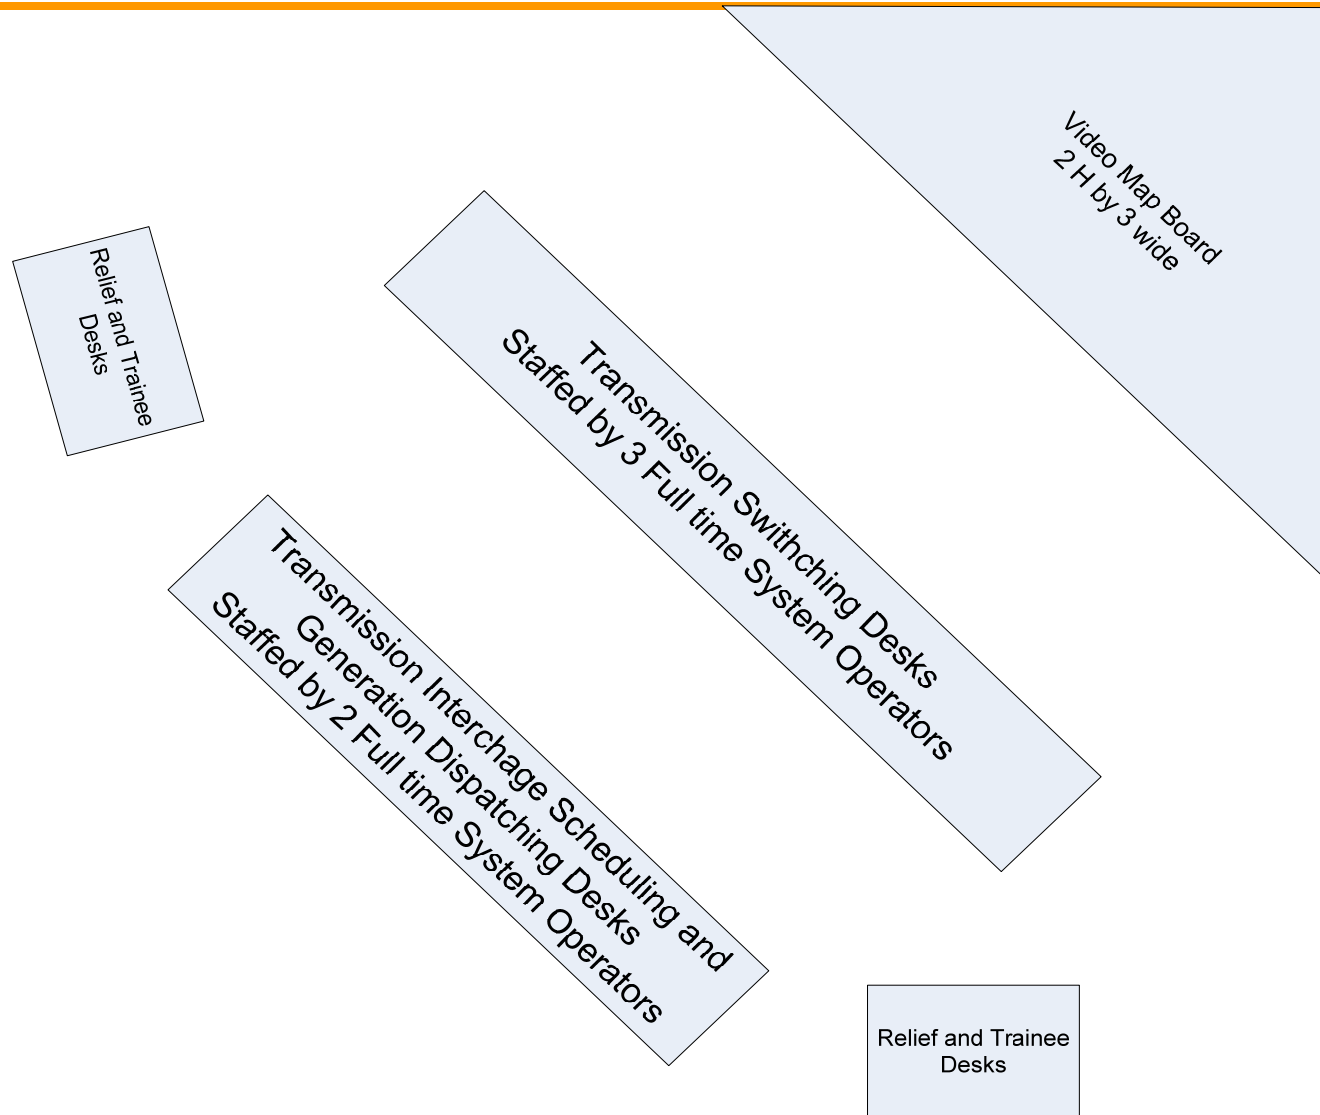 Video Map Board
2 H by 3 wide
Relief and Trainee
Desks
Transmission Swithching Desks
Staffed by 3 Full time System Operators
Transmission Interchage Scheduling and
Generation Dispatching Desks
Staffed by 2 Full time System Operators
Relief and Trainee
Desks